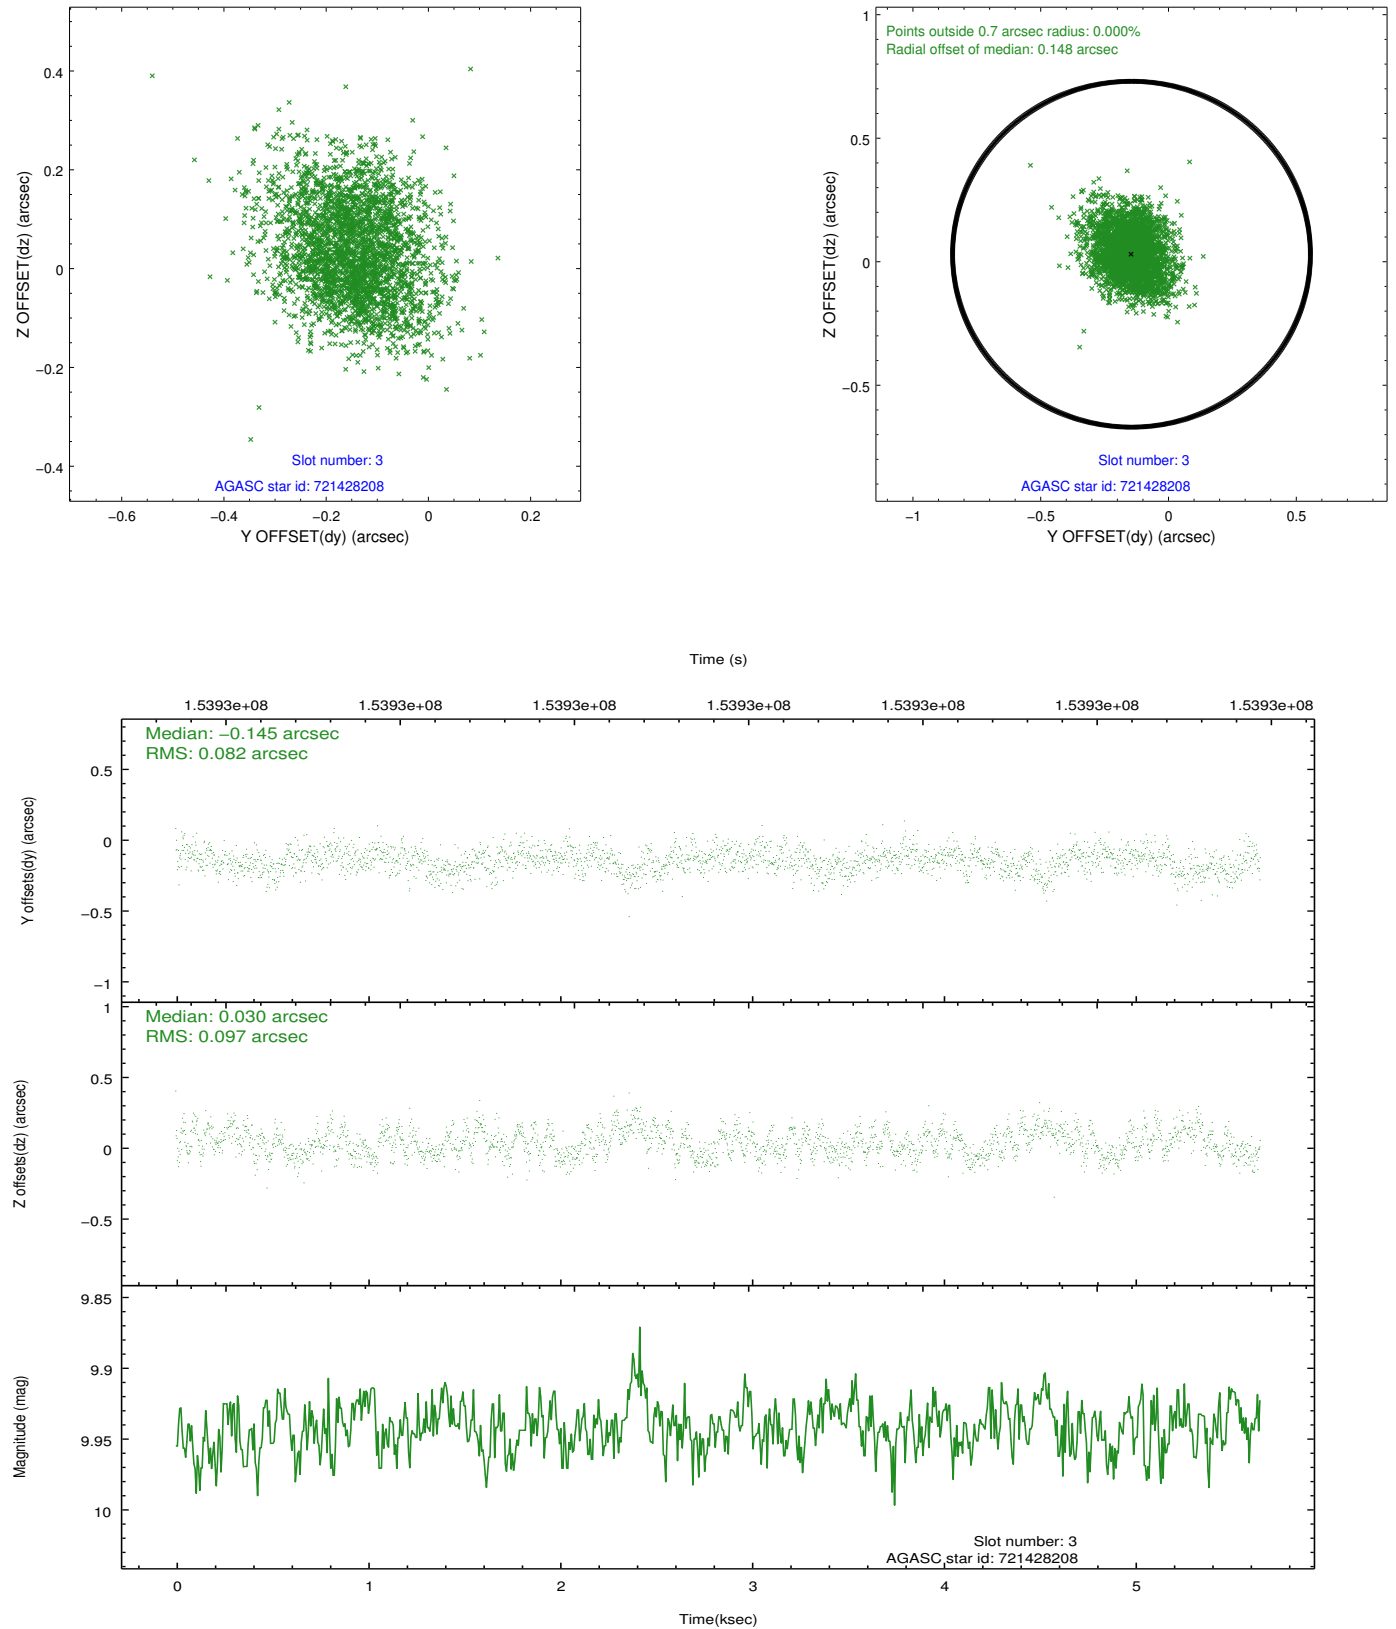 0.4
0.2
0
−0.2
−0.4
Z OFFSET(dz) (arcsec)
Slot number: 3
AGASC star id: 721428208
−0.6 −0.4 −0.2 0 0.2
Y OFFSET(dy) (arcsec)
Points outside 0.7 arcsec radius: 0.000%
Radial offset of median: 0.148 arcsec
1
0.5
0
−0.5
Z OFFSET(dz) (arcsec)
Slot number: 3
AGASC star id: 721428208
−1 −0.5 0 0.5
Y OFFSET(dy) (arcsec)
Time (s)
1.5393e+08 1.5393e+08 1.5393e+08 1.5393e+08 1.5393e+08 1.5393e+08 1.5393e+08
Median: −0.145 arcsec
RMS: 0.082 arcsec
0.5
0
−0.5
−1
Y offsets(dy) (arcsec)
Median: 0.030 arcsec
RMS: 0.097 arcsec
1
0.5
0
−0.5
Z offsets(dz) (arcsec)
9.85
9.9
9.95
10
Magnitude (mag)
Slot number: 3
AGASC star id: 721428208
0 1 2 3 4 5
Time(ksec)